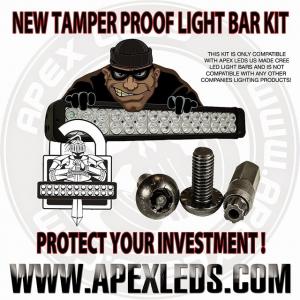 NEW TAMPER PROOF LIGHT BAR KIT
THIS KIT IS ONLY COMPATIBLE
WITH APEX LEDS US MADE CREE
LED LIGHT BARS AND IS NOT
COMPATIBLE WITH ANY OTHER
COMPANIES LIGHTING PRODUCTS!
PROTECT YOUR INVESTMENT !
WWW.APEXLEDS.COM